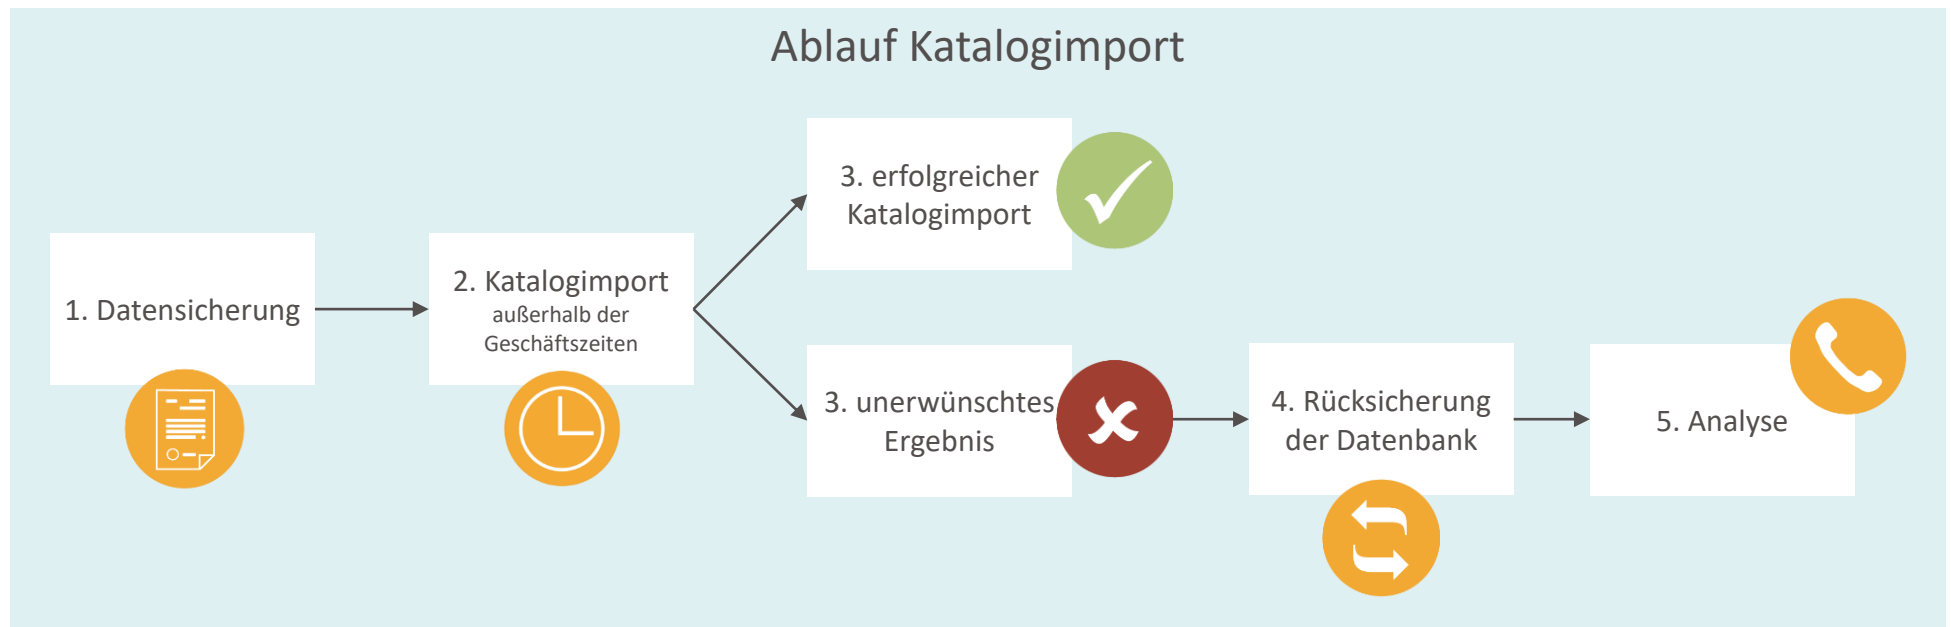 Ablauf Katalogimport
1. Datensicherung
2. Katalogimport
außerhalb der
Geschäftszeiten
3. erfolgreicher
Katalogimport
3. unerwünschtes
Ergebnis
4. Rücksicherung
der Datenbank
5. Analyse